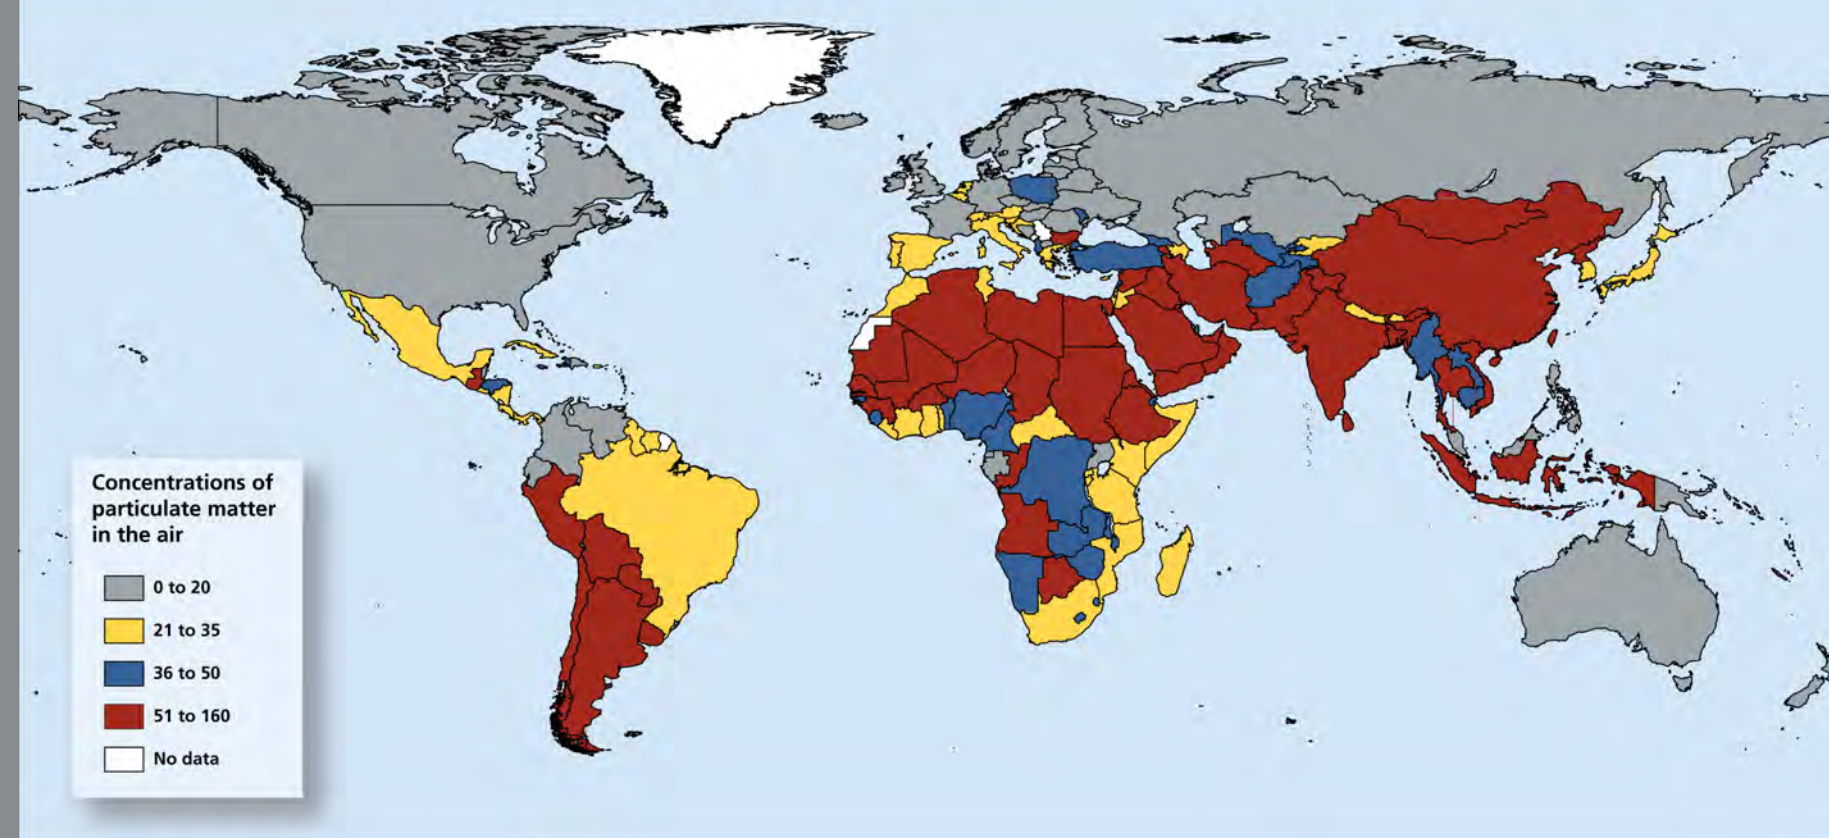 Concentrations of
particulate matter
in the air
0 to 20
21 to 35
36 to 50
51 to 160
No data